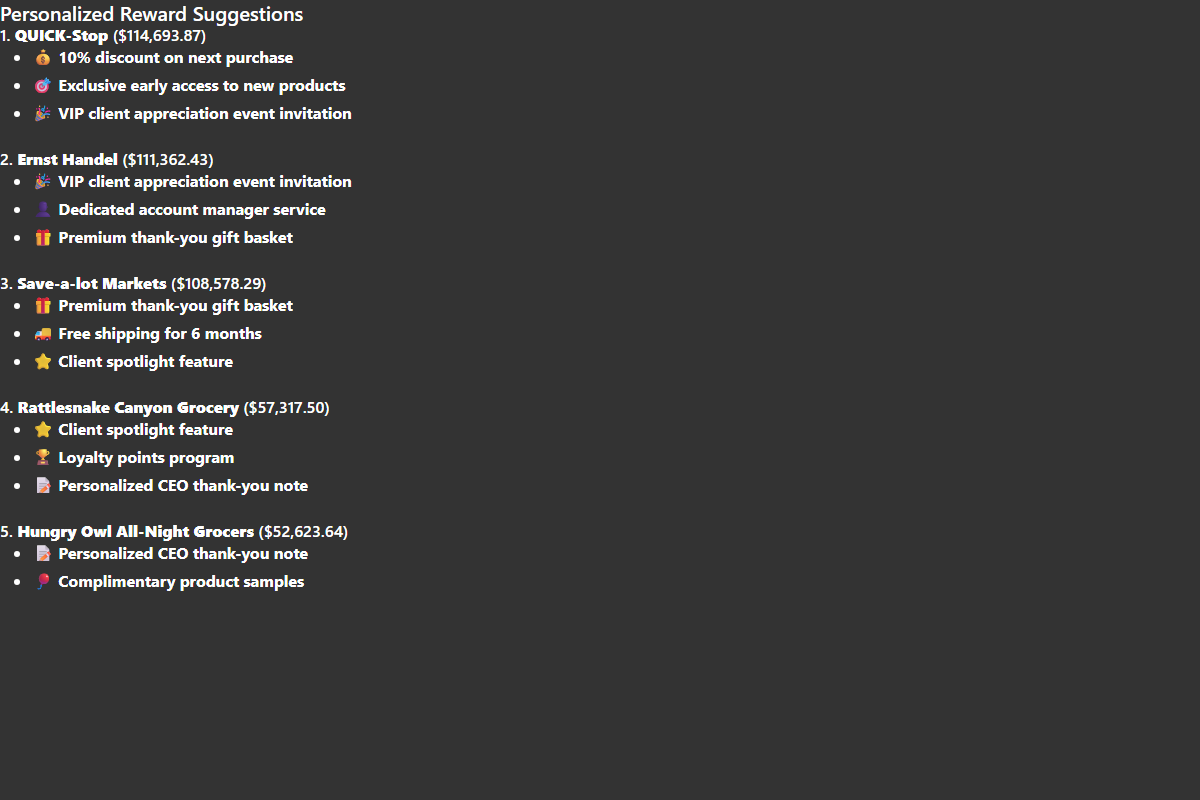 Personalized Reward Suggestions
1. QUICK-Stop ($114,693.87)
• 💰 10% discount on next purchase
• 🎯 Exclusive early access to new products
• 🎉 VIP client appreciation event invitation
2. Ernst Handel ($111,362.43)
• 🎉 VIP client appreciation event invitation
• 👤 Dedicated account manager service
• 🎁 Premium thank-you gift basket
3. Save-a-lot Markets ($108,578.29)
• 🎁 Premium thank-you gift basket
• 🚚 Free shipping for 6 months
• ⭐ Client spotlight feature
4. Rattlesnake Canyon Grocery ($57,317.50)
• ⭐ Client spotlight feature
• 🏆 Loyalty points program
• 📝 Personalized CEO thank-you note
5. Hungry Owl All-Night Grocers ($52,623.64)
• 📝 Personalized CEO thank-you note
• 🎈 Complimentary product samples